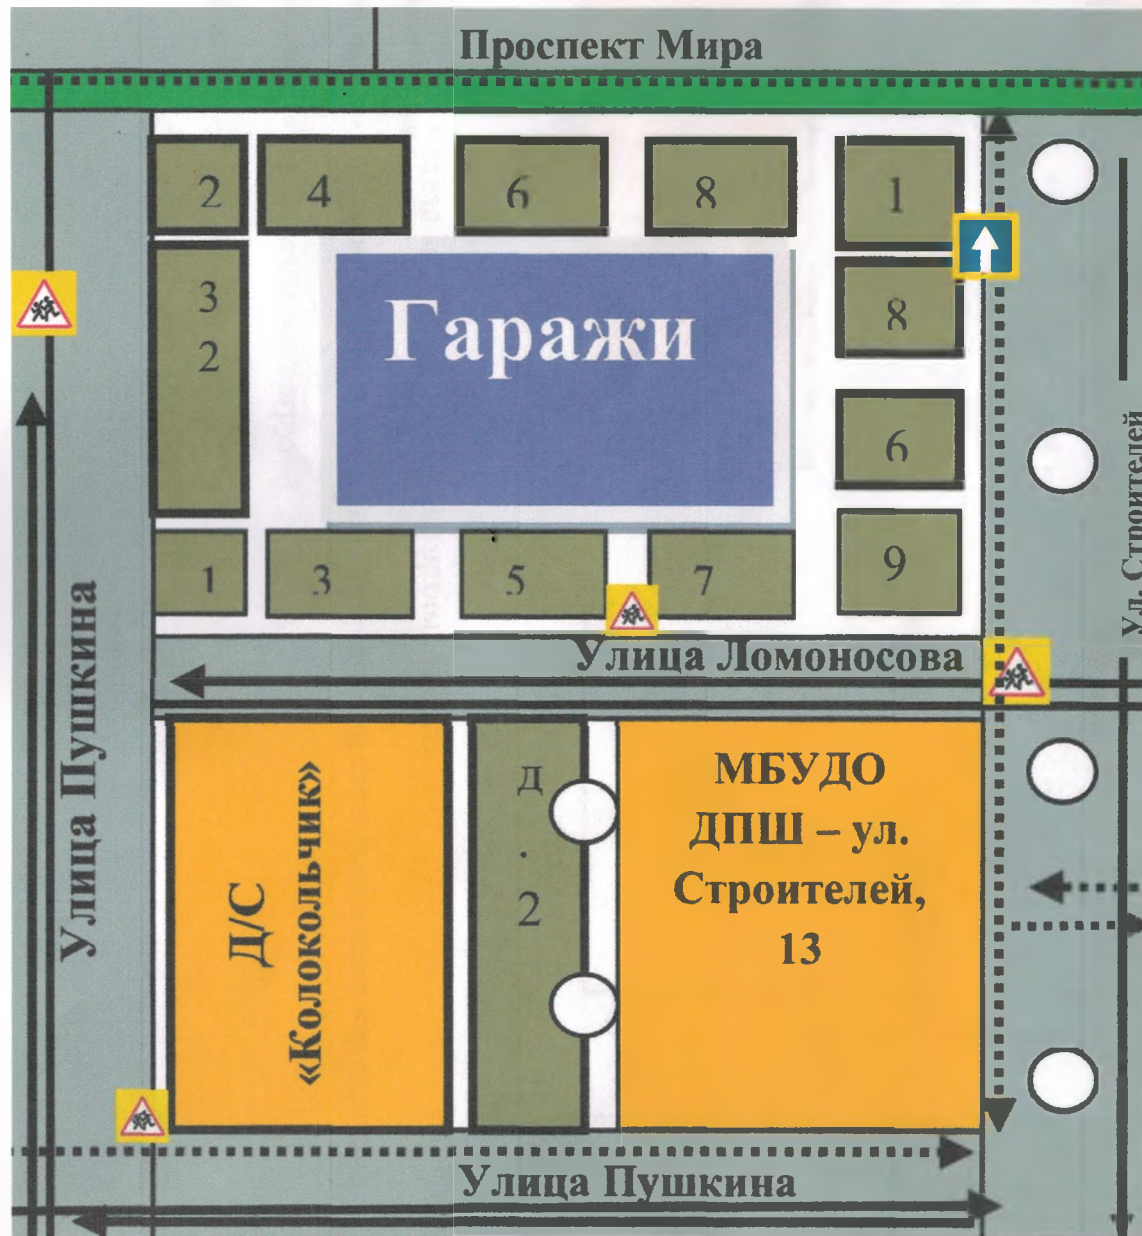 Проспект Мира
2
4
6
8
1
3
2
Гаражи
8
6
9
1
3
5
7
Ул. Строителей
Улица Ломоносова
Улица Пушкина
Д/С
«Колокольчик»
д
.
2
МБУДО
ДПШ – ул.
Строителей,
13
Улица Пушкина